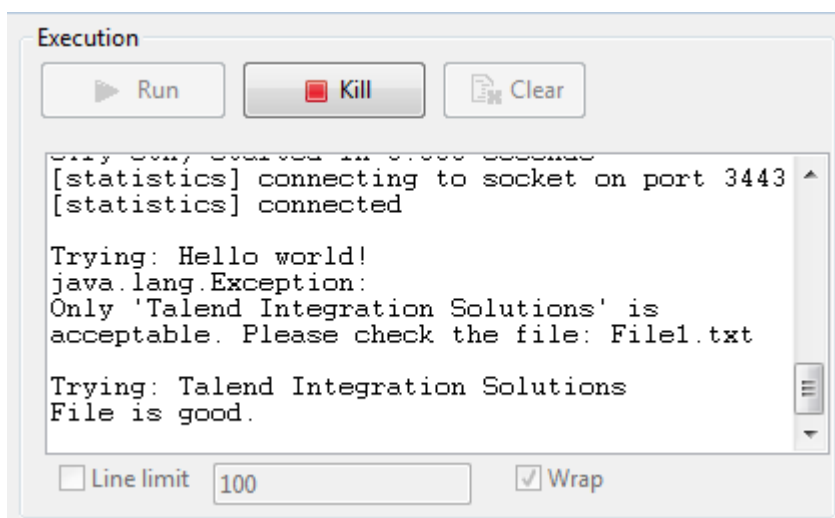 Execution
Run Kill Clear
[statistics] connecting to socket on port 3443
[statistics] connected
Trying: Hello world!
java.lang.Exception:
Only 'Talend Integration Solutions' is
acceptable. Please check the file: File1.txt
Trying: Talend Integration Solutions
File is good.
Line limit 100 Wrap